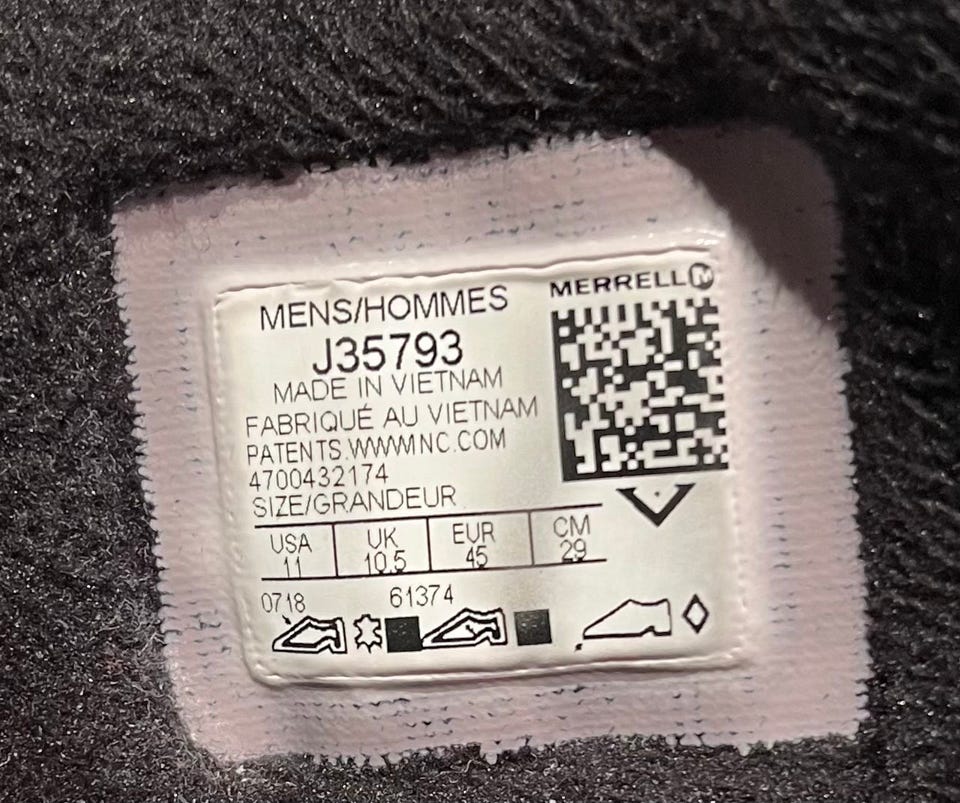 MENS/HOMMES
J35793
MADE IN VIETNAM
FABRIQUÉ AU VIETNAM
PATENTS.WWWINC.COM
4700432174
SIZE/GRANDEUR
USA UK EUR CM
11 10.5 45 29
0718 61374
MERRELL